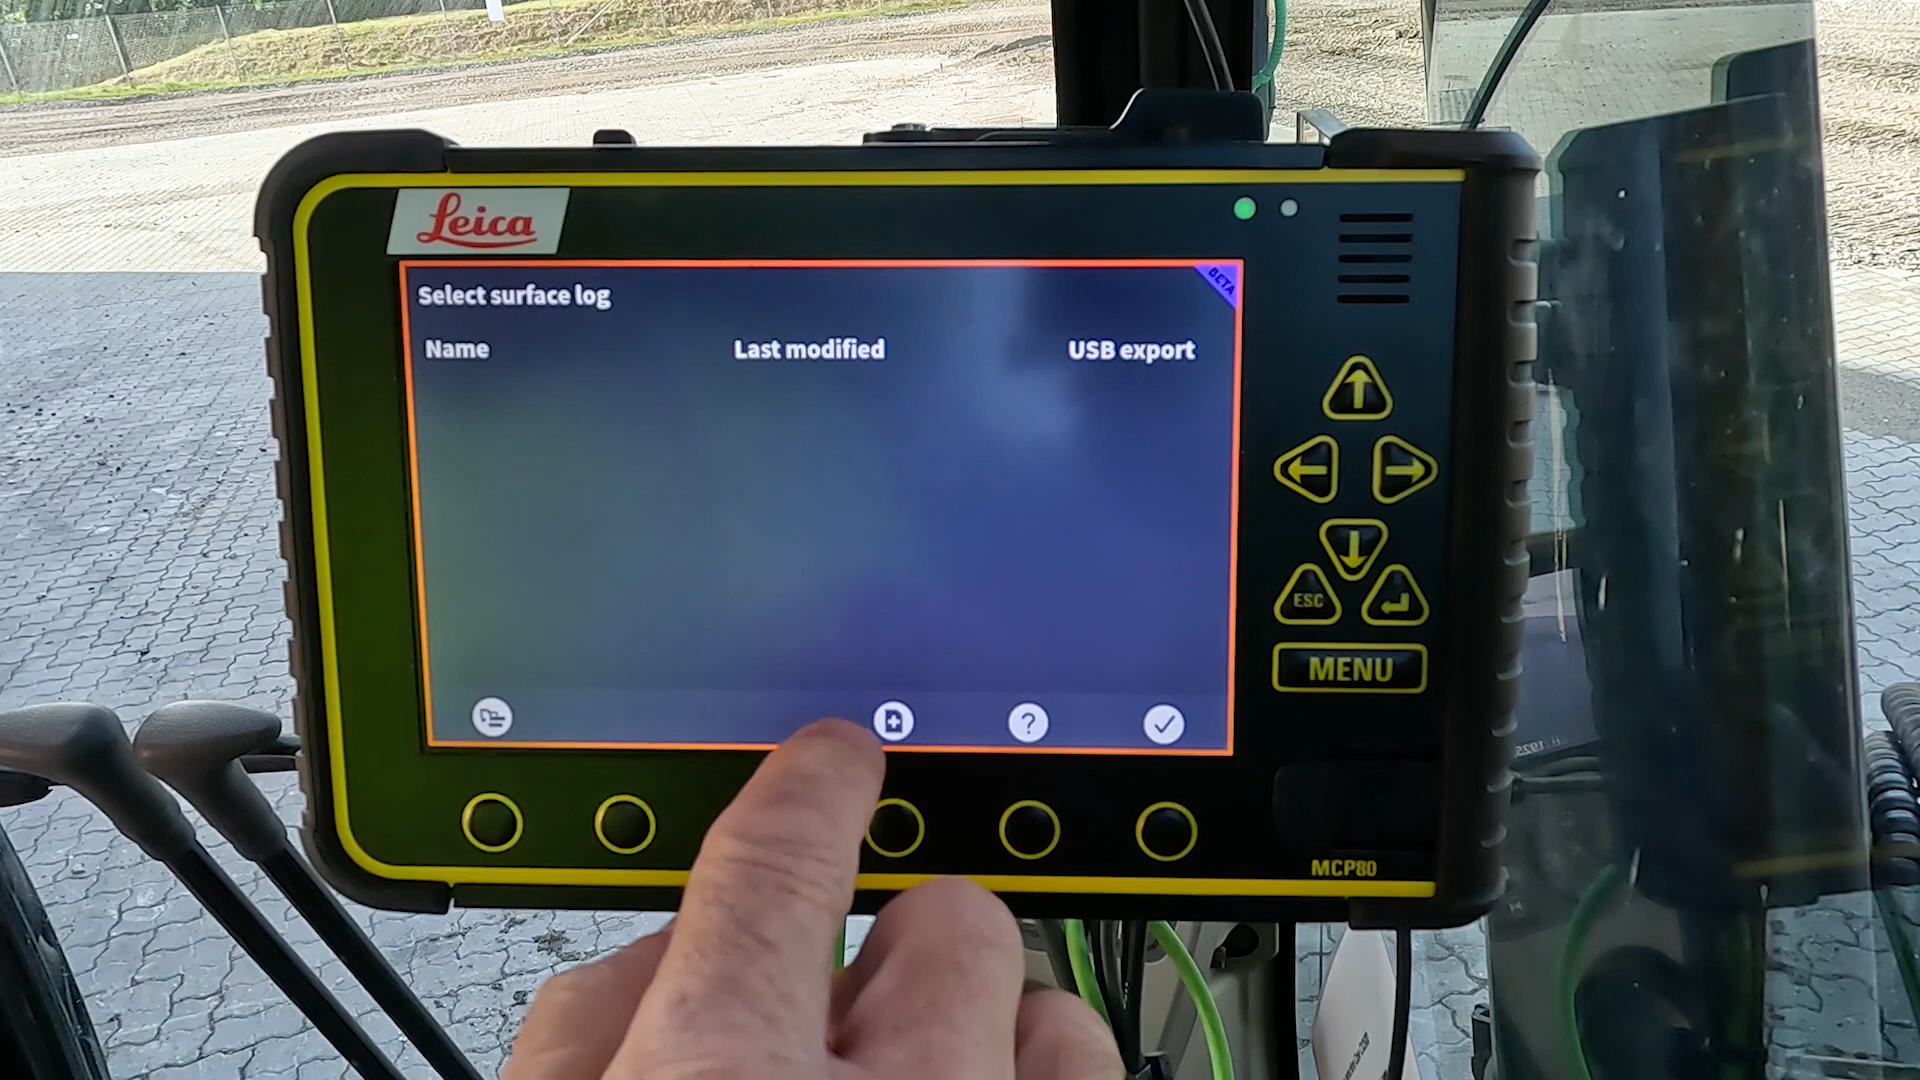 Leica
BETA
Select surface log
Name Last modified USB export
?
ESC
MENU
MCP80